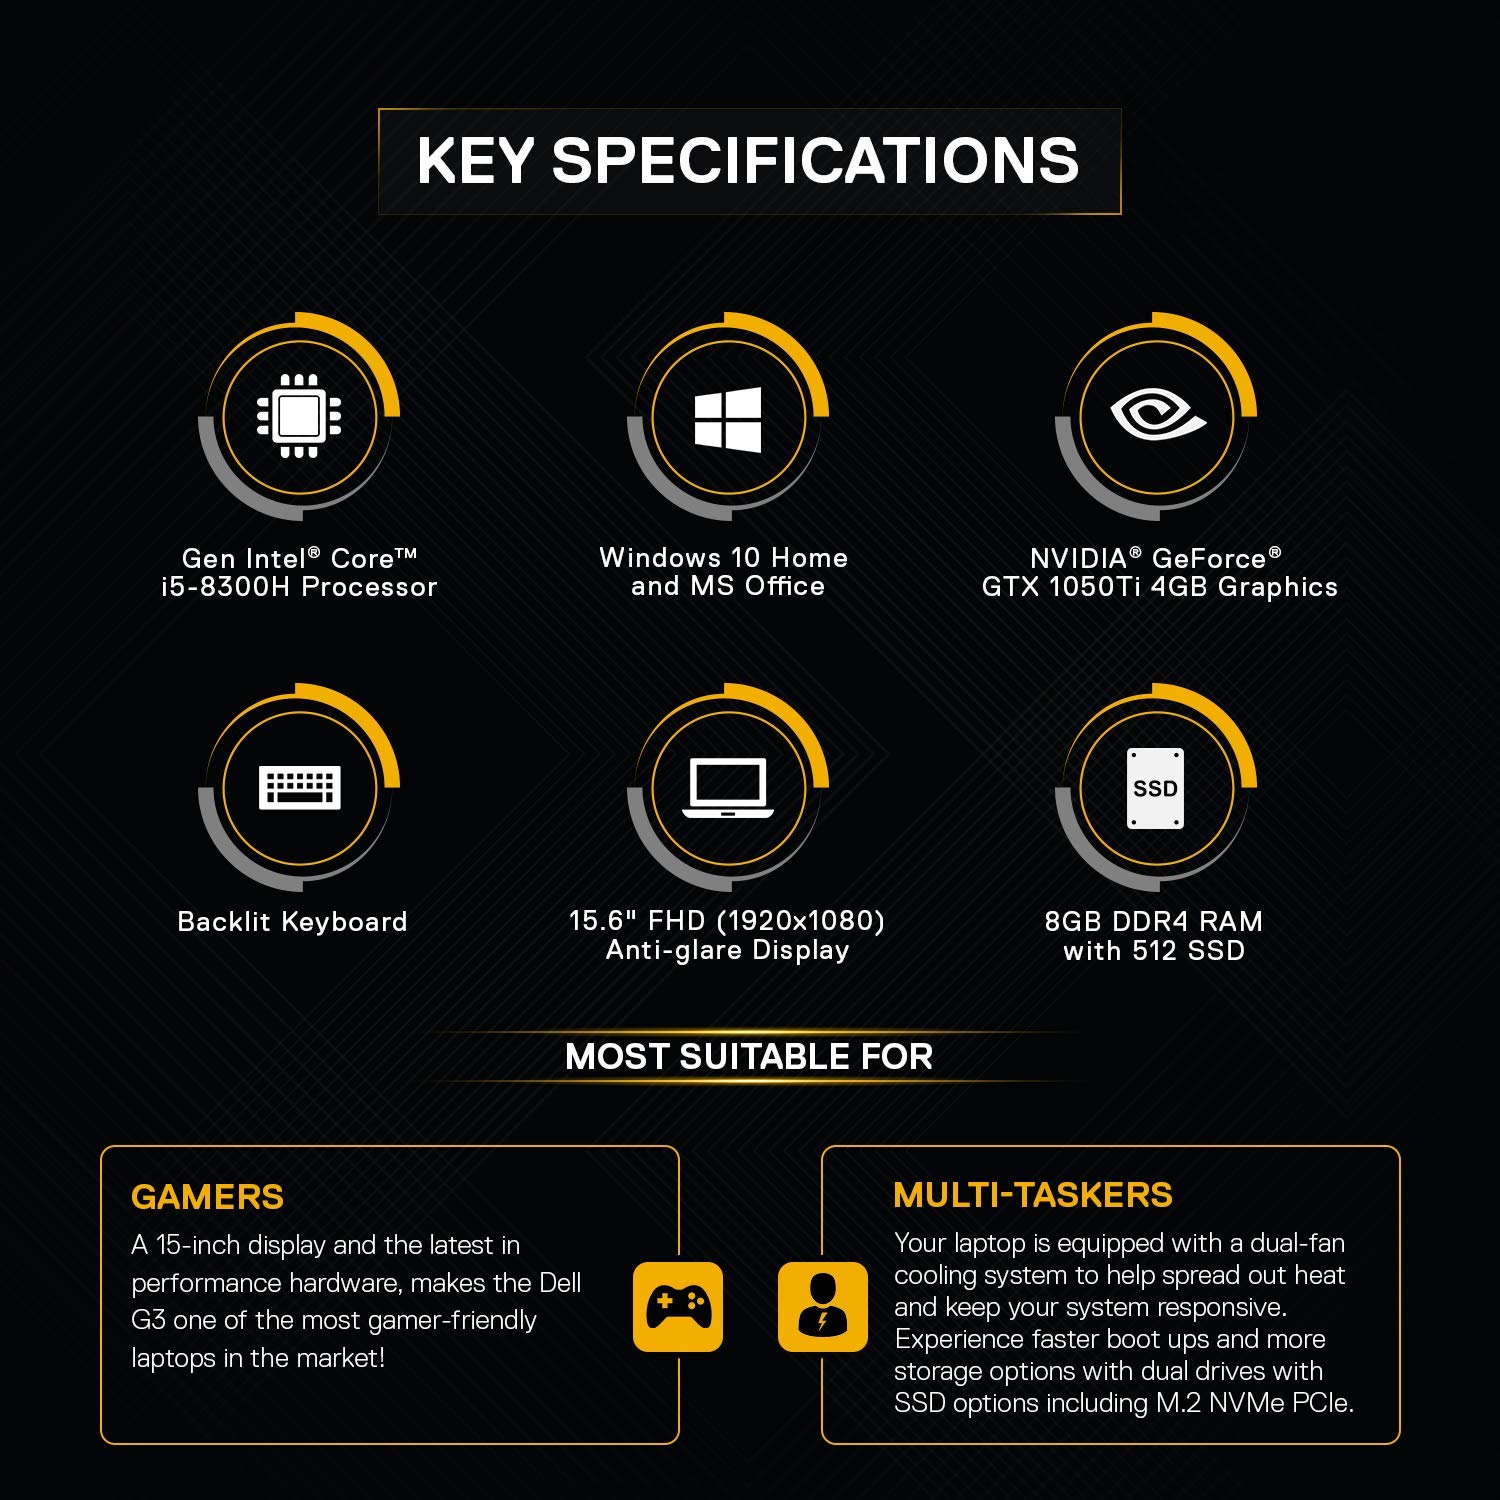 KEY SPECIFICATIONS
Gen Intel® Core™
i5-8300H Processor
Windows 10 Home
and MS Office
NVIDIA® GeForce®
GTX 1050Ti 4GB Graphics
Backlit Keyboard
15.6" FHD (1920x1080)
Anti-glare Display
SSD
8GB DDR4 RAM
with 512 SSD
MOST SUITABLE FOR
GAMERS
A 15-inch display and the latest in
performance hardware, makes the Dell
G3 one of the most gamer-friendly
laptops in the market!
MULTI-TASKERS
Your laptop is equipped with a dual-fan
cooling system to help spread out heat
and keep your system responsive.
Experience faster boot ups and more
storage options with dual drives with
SSD options including M.2 NVMe PCIe.